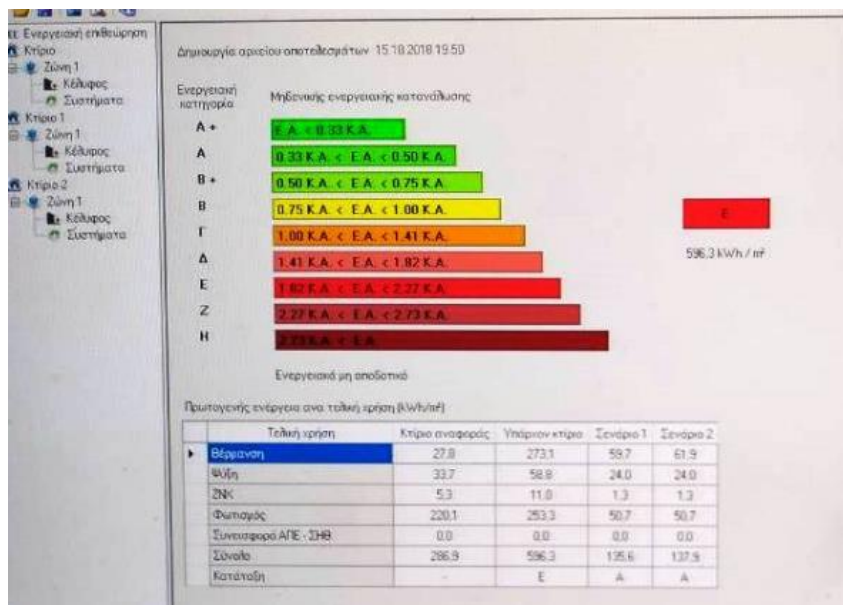 Ενεργειακή επιθεώρηση
Κτίριο
Ζώνη 1
Κέλυφος
Συστήματα
Κτίριο 1
Ζώνη 1
Κέλυφος
Συστήματα
Κτίριο 2
Ζώνη 1
Κέλυφος
Συστήματα
Δημιουργία αρχείου αποτελεσμάτων 15.10.2018 19:50
Ενεργειακή κατηγορία
Μηδενικής ενεργειακής κατανάλωσης
A + Ε.Α. < 0.33 Κ.Α.
A 0.33 Κ.Α. < Ε.Α. < 0.50 Κ.Α.
B + 0.50 Κ.Α. < Ε.Α. < 0.75 Κ.Α.
B 0.75 Κ.Α. < Ε.Α. < 1.00 Κ.Α.
Γ 1.00 Κ.Α. < Ε.Α. < 1.41 Κ.Α.
Δ 1.41 Κ.Α. < Ε.Α. < 1.82 Κ.Α.
E 1.82 Κ.Α. < Ε.Α. < 2.27 Κ.Α.
Z 2.27 Κ.Α. < Ε.Α. < 2.73 Κ.Α.
H 2.73 Κ.Α. < Ε.Α.
E
596.3 kWh / m²
Ενεργειακά μη αποδοτικό
Πρωτογενής ενέργεια ανα τελική χρήση (kWh/m²)
Τελική χρήση Κτίριο αναφοράς Υπάρχον κτίριο Σενάριο 1 Σενάριο 2
Θέρμανση 27.8 273.1 59.7 61.9
Ψύξη 33.7 58.8 24.0 24.0
ΖΝΚ 5.3 11.0 1.3 1.3
Φωτισμός 220.1 253.3 50.7 50.7
Συνεισφορά ΑΠΕ - ΣΗΘ 0.0 0.0 0.0 0.0
Σύνολο 286.9 596.3 135.6 137.9
Κατάταξη - E A A